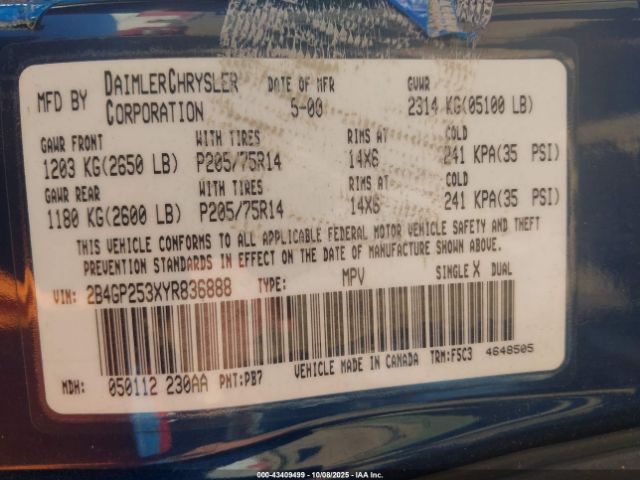 MFD BY DAIMLERCHRYSLER CORPORATION DATE OF MFR 5-00 GVWR 2314 KG(05100 LB)
GAWR FRONT WITH TIRES RIMS AT COLD
1203 KG(2650 LB) P205/75R14 14X6 241 KPA(35 PSI)
GAWR REAR WITH TIRES RIMS AT COLD
1180 KG(2600 LB) P205/75R14 14X6 241 KPA(35 PSI)
THIS VEHICLE CONFORMS TO ALL APPLICABLE FEDERAL MOTOR VEHICLE SAFETY AND THEFT
PREVENTION STANDARDS IN EFFECT ON THE DATE OF MANUFACTURE SHOWN ABOVE.
VIN: 2B4GP253XYR836888 TYPE: MPV SINGLE X DUAL
VEHICLE MADE IN CANADA TRM:F5C3 4648505
MDH: 050112 230AA PNT:PB7
000-43409499 - 10/08/2025 - IAA Inc.